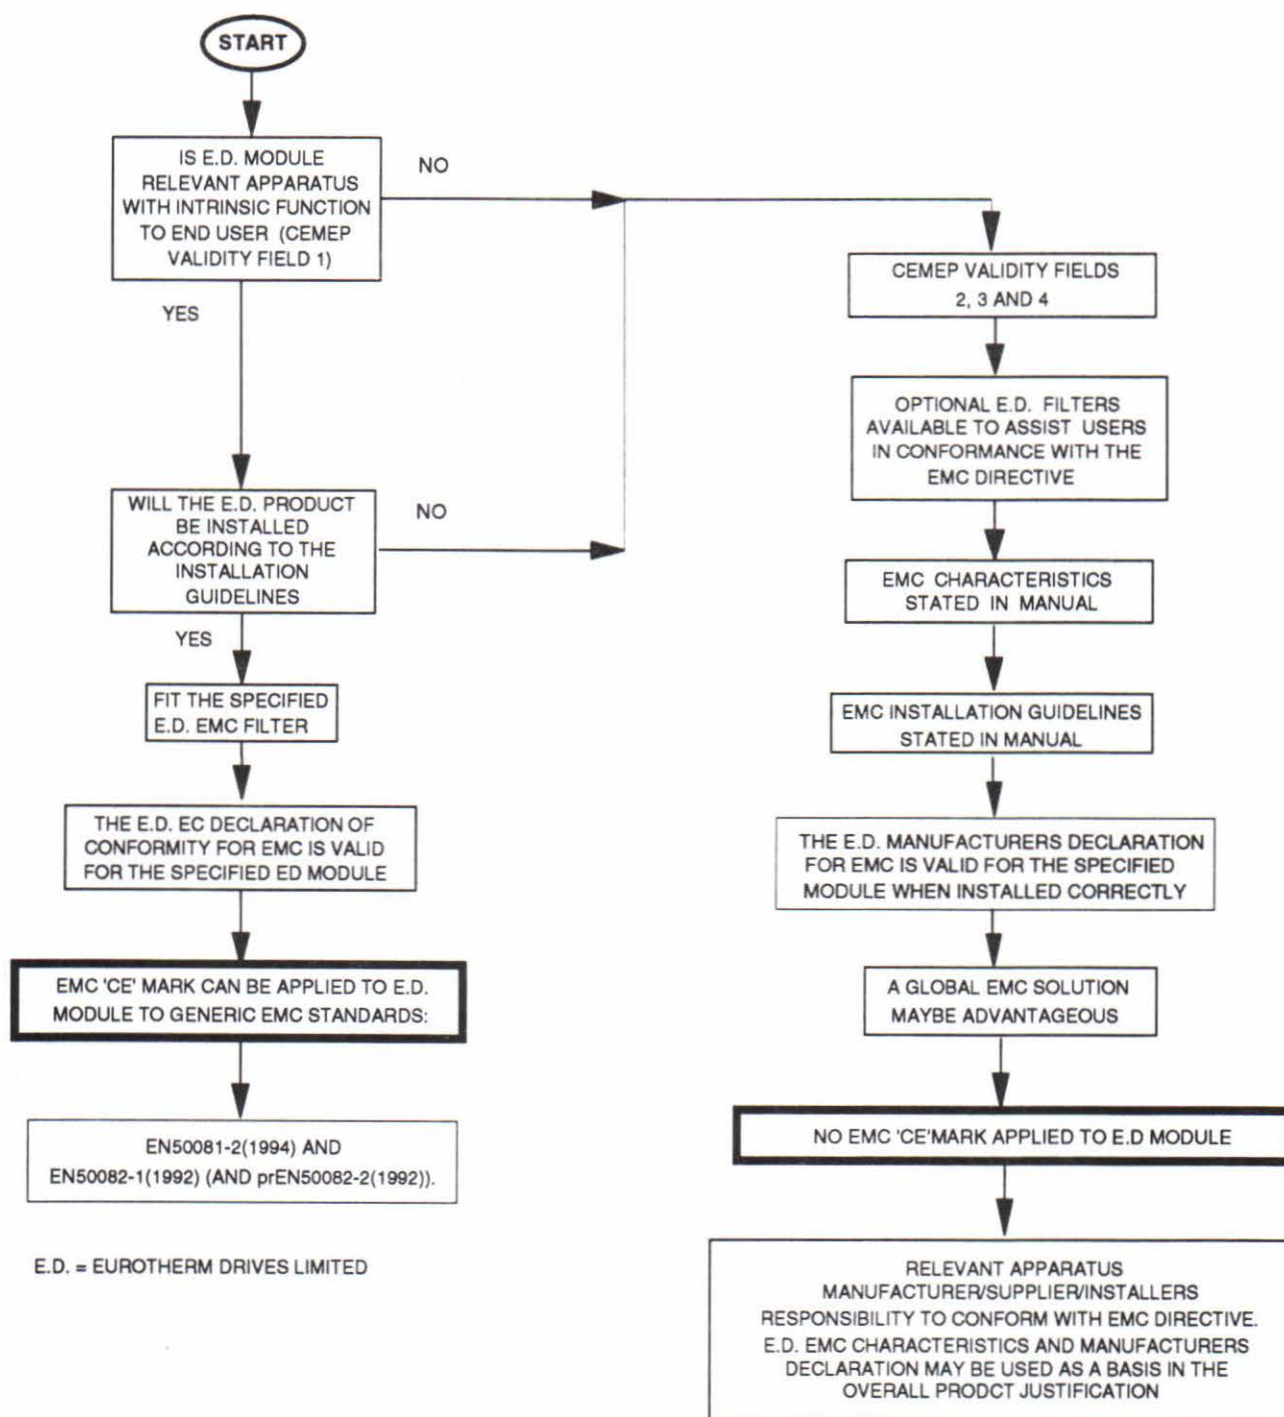 START
IS E.D. MODULE
RELEVANT APPARATUS
WITH INTRINSIC FUNCTION
TO END USER (CEMEP
VALIDITY FIELD 1)
NO
YES
WILL THE E.D. PRODUCT
BE INSTALLED
ACCORDING TO THE
INSTALLATION
GUIDELINES
NO
YES
FIT THE SPECIFIED
E.D. EMC FILTER
THE E.D. EC DECLARATION OF
CONFORMITY FOR EMC IS VALID
FOR THE SPECIFIED ED MODULE
EMC 'CE' MARK CAN BE APPLIED TO E.D.
MODULE TO GENERIC EMC STANDARDS:
EN50081-2(1994) AND
EN50082-1(1992) (AND prEN50082-2(1992)).
E.D. = EUROTHERM DRIVES LIMITED
CEMEP VALIDITY FIELDS
2, 3 AND 4
OPTIONAL E.D. FILTERS
AVAILABLE TO ASSIST USERS
IN CONFORMANCE WITH THE
EMC DIRECTIVE
EMC CHARACTERISTICS
STATED IN MANUAL
EMC INSTALLATION GUIDELINES
STATED IN MANUAL
THE E.D. MANUFACTURERS DECLARATION
FOR EMC IS VALID FOR THE SPECIFIED
MODULE WHEN INSTALLED CORRECTLY
A GLOBAL EMC SOLUTION
MAYBE ADVANTAGEOUS
NO EMC 'CE'MARK APPLIED TO E.D MODULE
RELEVANT APPARATUS
MANUFACTURER/SUPPLIER/INSTALLERS
RESPONSIBILITY TO CONFORM WITH EMC DIRECTIVE.
E.D. EMC CHARACTERISTICS AND MANUFACTURERS
DECLARATION MAY BE USED AS A BASIS IN THE
OVERALL PRODCT JUSTIFICATION